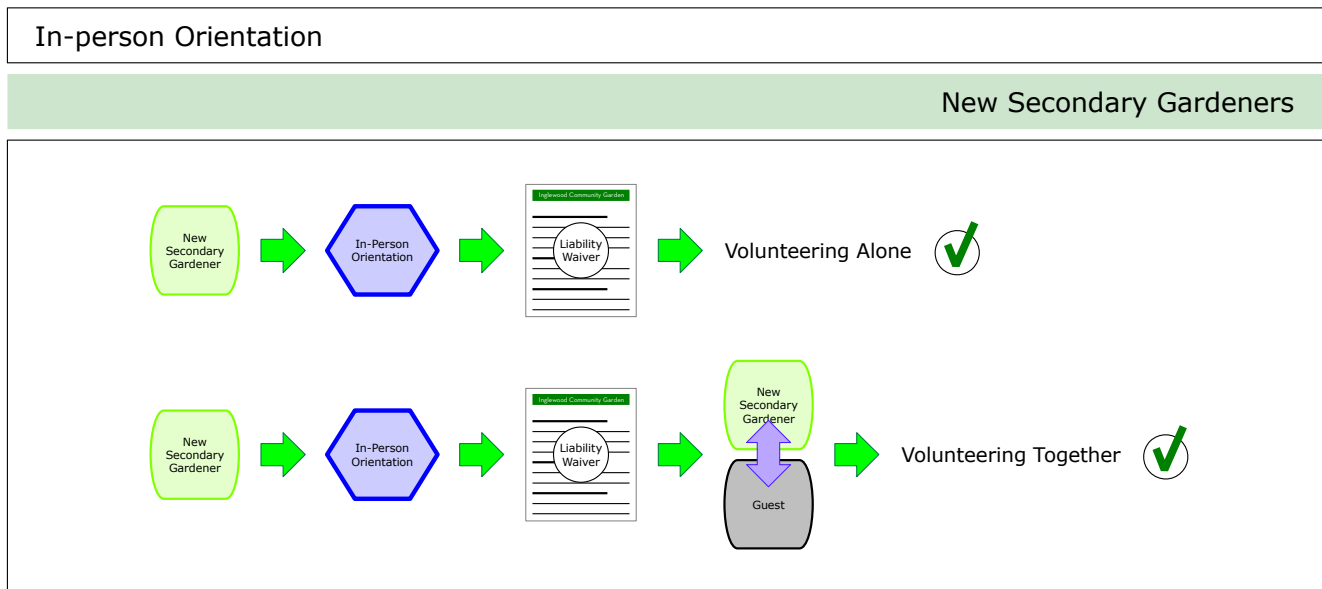 In-person Orientation
New Secondary Gardeners
New
Secondary
Gardener
In-Person
Orientation
Inglewood Community Garden
Liability
Waiver
Volunteering Alone
New
Secondary
Gardener
In-Person
Orientation
Inglewood Community Garden
Liability
Waiver
New
Secondary
Gardener
Guest
Volunteering Together